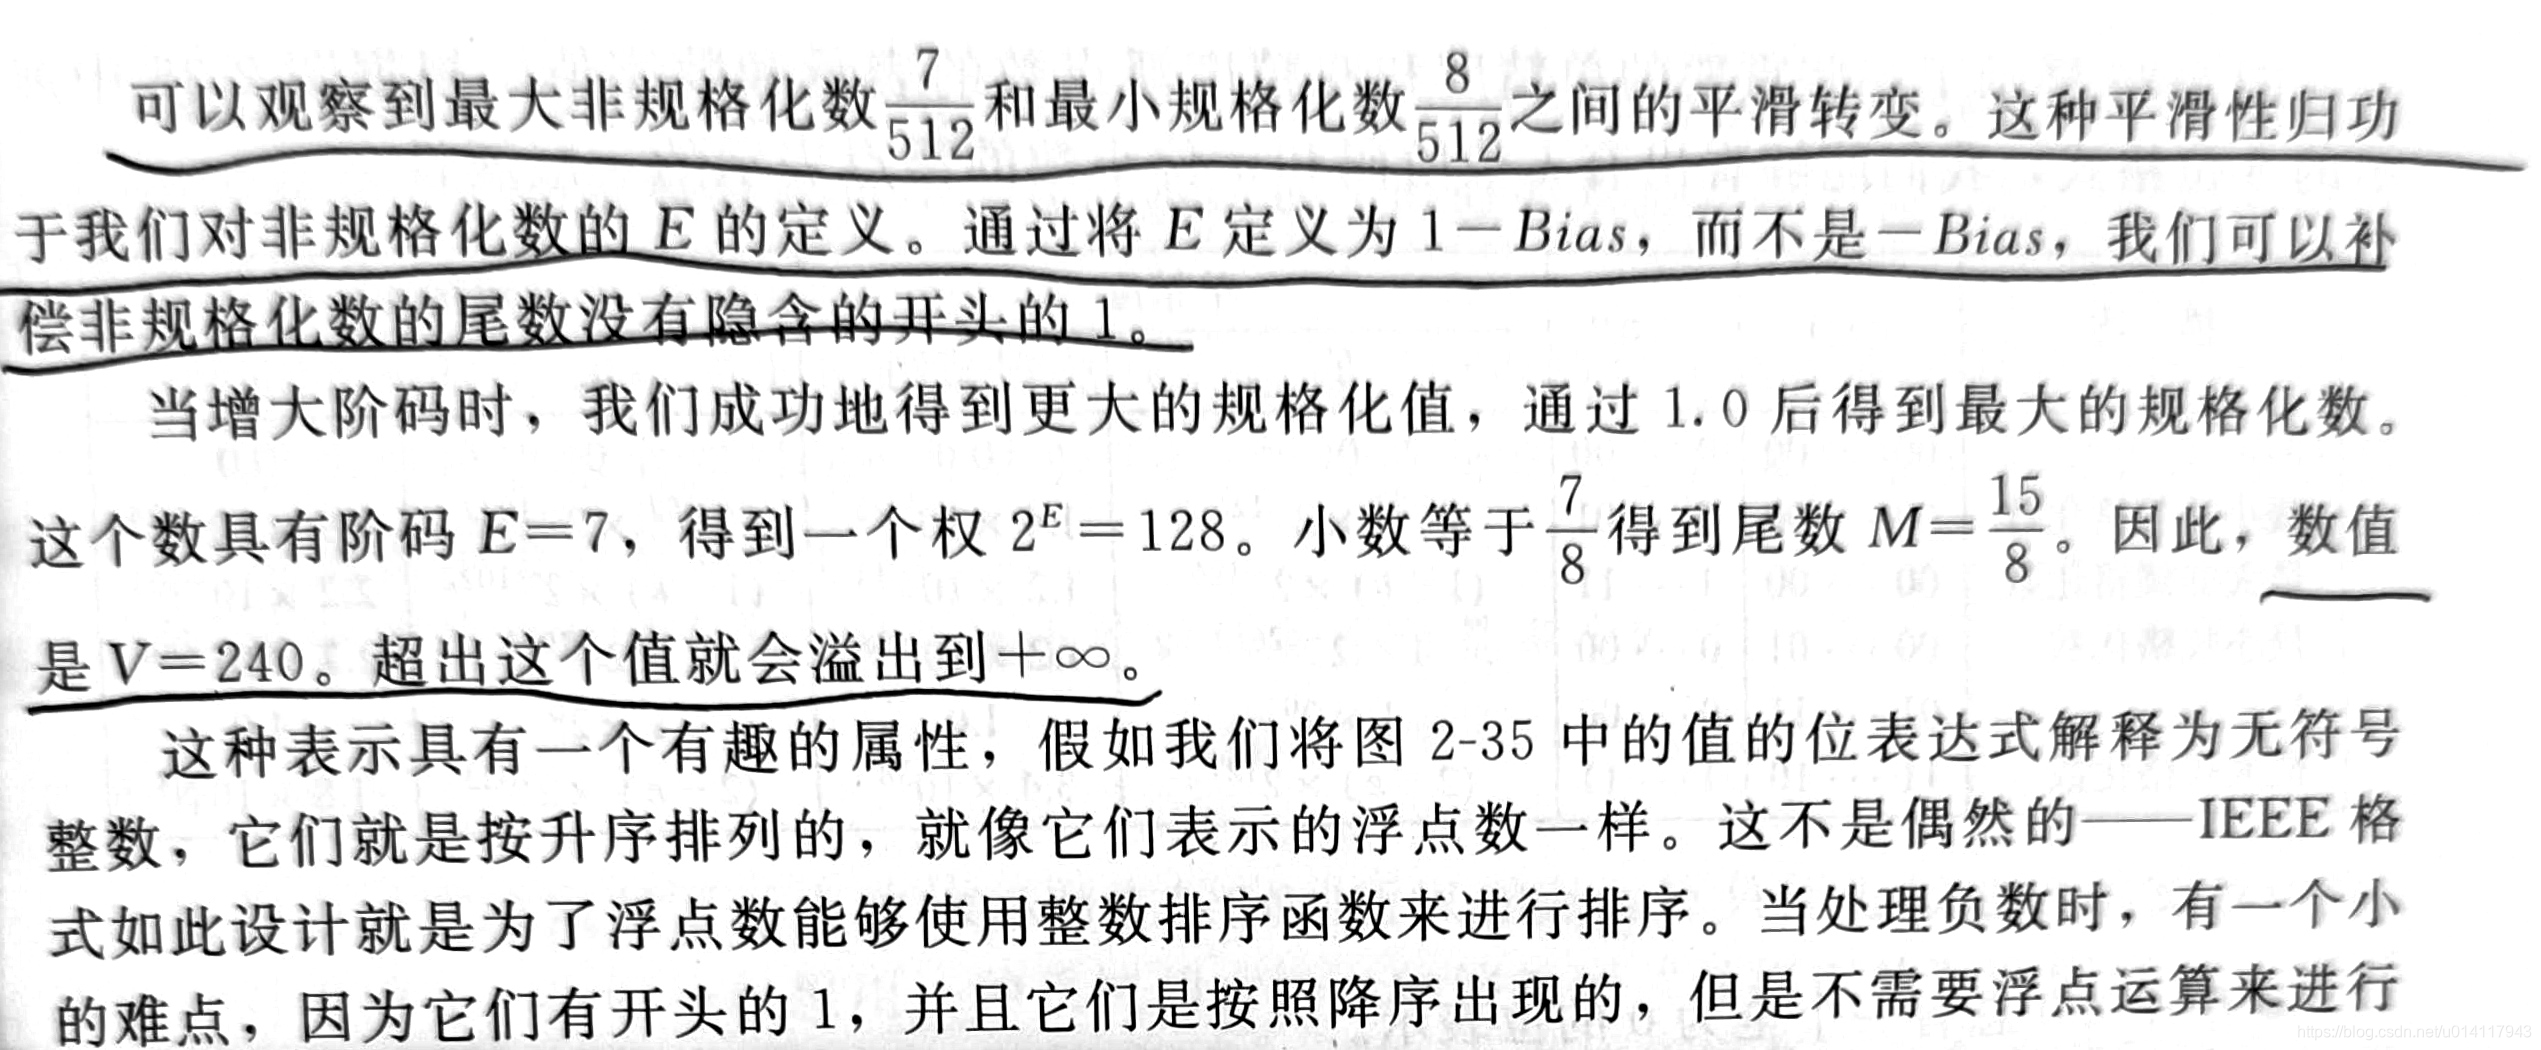 可以观察到最大非规格化数7/512和最小规格化数8/512之间的平滑转变。这种平滑性归功
于我们对非规格化数的 E 的定义。通过将 E 定义为 1－Bias，而不是－Bias，我们可以补
偿非规格化数的尾数没有隐含的开头的 1。
当增大阶码时，我们成功地得到更大的规格化值，通过 1.0 后得到最大的规格化数。
这个数具有阶码 E＝7，得到一个权 2^E＝128。小数等于7/8得到尾数 M＝15/8。因此，数值
是 V＝240。超出这个值就会溢出到＋∞。
这种表示具有一个有趣的属性，假如我们将图 2-35 中的值的位表达式解释为无符号
整数，它们就是按升序排列的，就像它们表示的浮点数一样。这不是偶然的——IEEE 格
式如此设计就是为了浮点数能够使用整数排序函数来进行排序。当处理负数时，有一个小
的难点，因为它们有开头的 1，并且它们是按照降序出现的，但是不需要浮点运算来进行
https://blog.csdn.net/u014117943